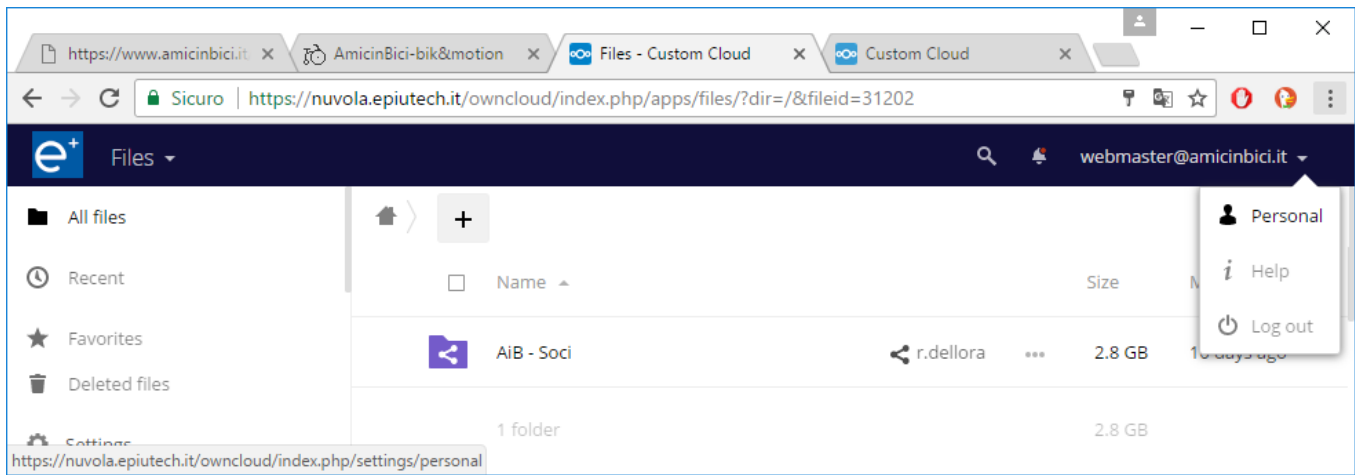 https://www.amicinbici.it
AmicinBici-bik&motion
Files - Custom Cloud
Custom Cloud
Sicuro
https://nuvola.epiutech.it/owncloud/index.php/apps/files/?dir=/&fileid=31202
e+
Files
webmaster@amicinbici.it
All files
Recent
Favorites
Deleted files
Settings
+
Name
Size
AiB - Soci
r.dellora
2.8 GB
days ago
1 folder
2.8 GB
Personal
i Help
Log out
https://nuvola.epiutech.it/owncloud/index.php/settings/personal